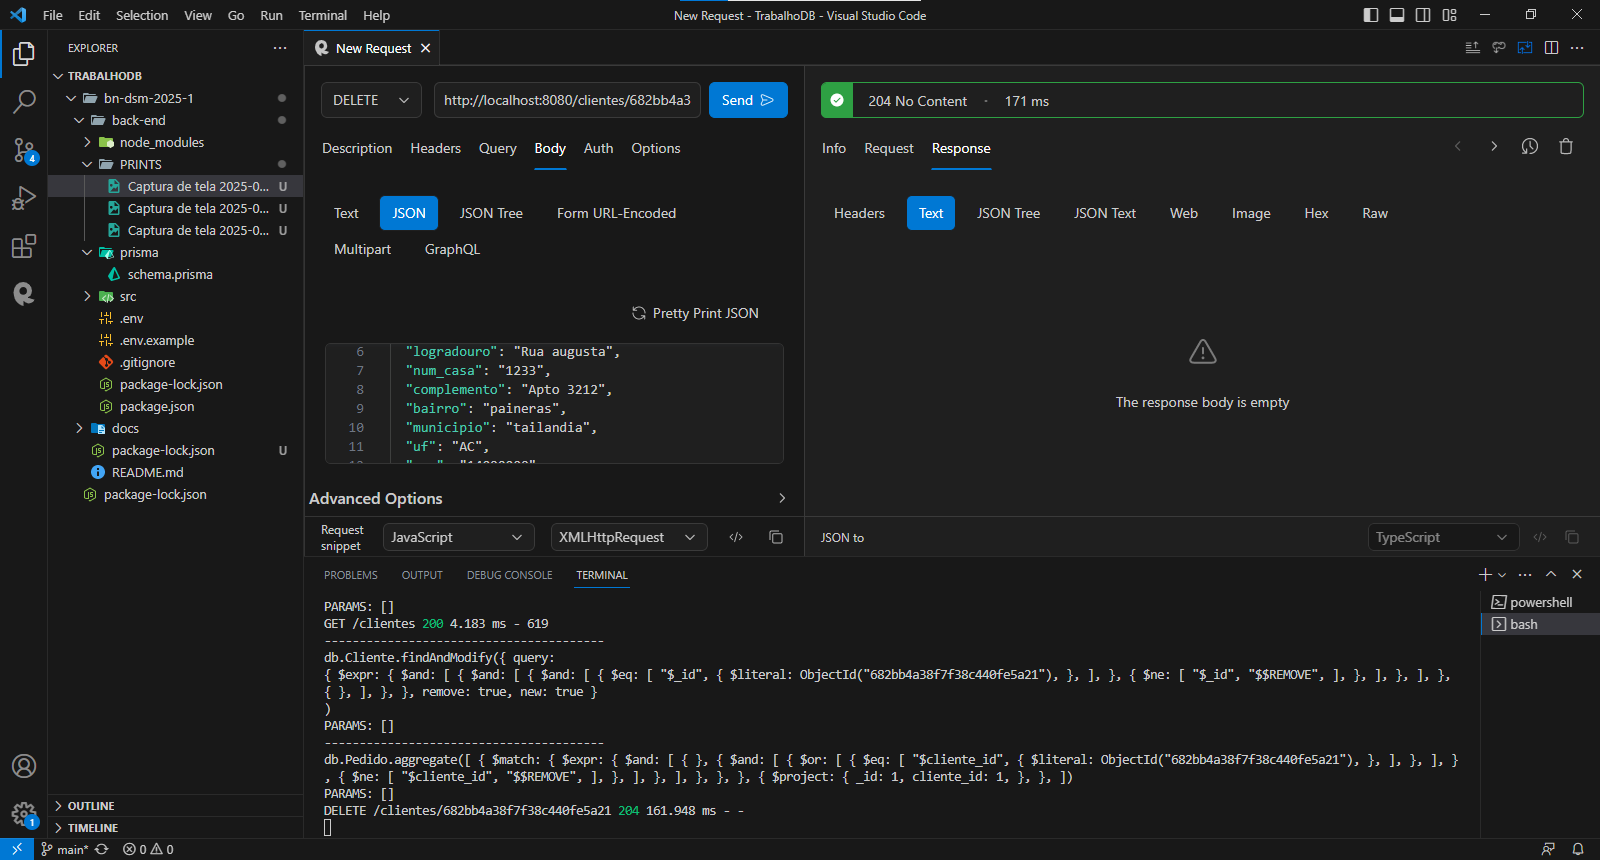 File Edit Selection View Go Run Terminal Help
New Request - TrabalhoDB - Visual Studio Code
EXPLORER
TRABALHODB
bn-dsm-2025-1
back-end
node_modules
PRINTS
Captura de tela 2025-0... U
Captura de tela 2025-0... U
Captura de tela 2025-0... U
prisma
schema.prisma
src
.env
.env.example
.gitignore
package-lock.json
package.json
docs
package-lock.json U
README.md
package-lock.json
OUTLINE
TIMELINE
4
1
New Request
DELETE
http://localhost:8080/clientes/682bb4a3
Send
Description Headers Query Body Auth Options
Text JSON JSON Tree Form URL-Encoded
Multipart GraphQL
Pretty Print JSON
6 "logradouro": "Rua augusta",
7 "num_casa": "1233",
8 "complemento": "Apto 3212",
9 "bairro": "paineras",
10 "municipio": "tailandia",
11 "uf": "AC",
Advanced Options
Request snippet
JavaScript
XMLHttpRequest
204 No Content - 171 ms
Info Request Response
Headers Text JSON Tree JSON Text Web Image Hex Raw
The response body is empty
JSON to
TypeScript
PROBLEMS OUTPUT DEBUG CONSOLE TERMINAL
PARAMS: []
GET /clientes 200 4.183 ms - 619
----------------------------------------
db.Cliente.findAndModify({ query:
{ $expr: { $and: [ { $and: [ { $and: [ { $eq: [ "$_id", { $literal: ObjectId("682bb4a38f7f38c440fe5a21"), }, ], }, { $ne: [ "$_id", "$$REMOVE", ], }, ], }, ], },
{ }, ], }, }, remove: true, new: true }
)
PARAMS: []
----------------------------------------
db.Pedido.aggregate([ { $match: { $expr: { $and: [ { }, { $and: [ { $or: [ { $eq: [ "$cliente_id", { $literal: ObjectId("682bb4a38f7f38c440fe5a21"), }, ], }, ], }
, { $ne: [ "$cliente_id", "$$REMOVE", ], }, ], }, ], }, }, }, { $project: { _id: 1, cliente_id: 1, }, }, ])
PARAMS: []
DELETE /clientes/682bb4a38f7f38c440fe5a21 204 161.948 ms - -
powershell
bash
main* 0 0